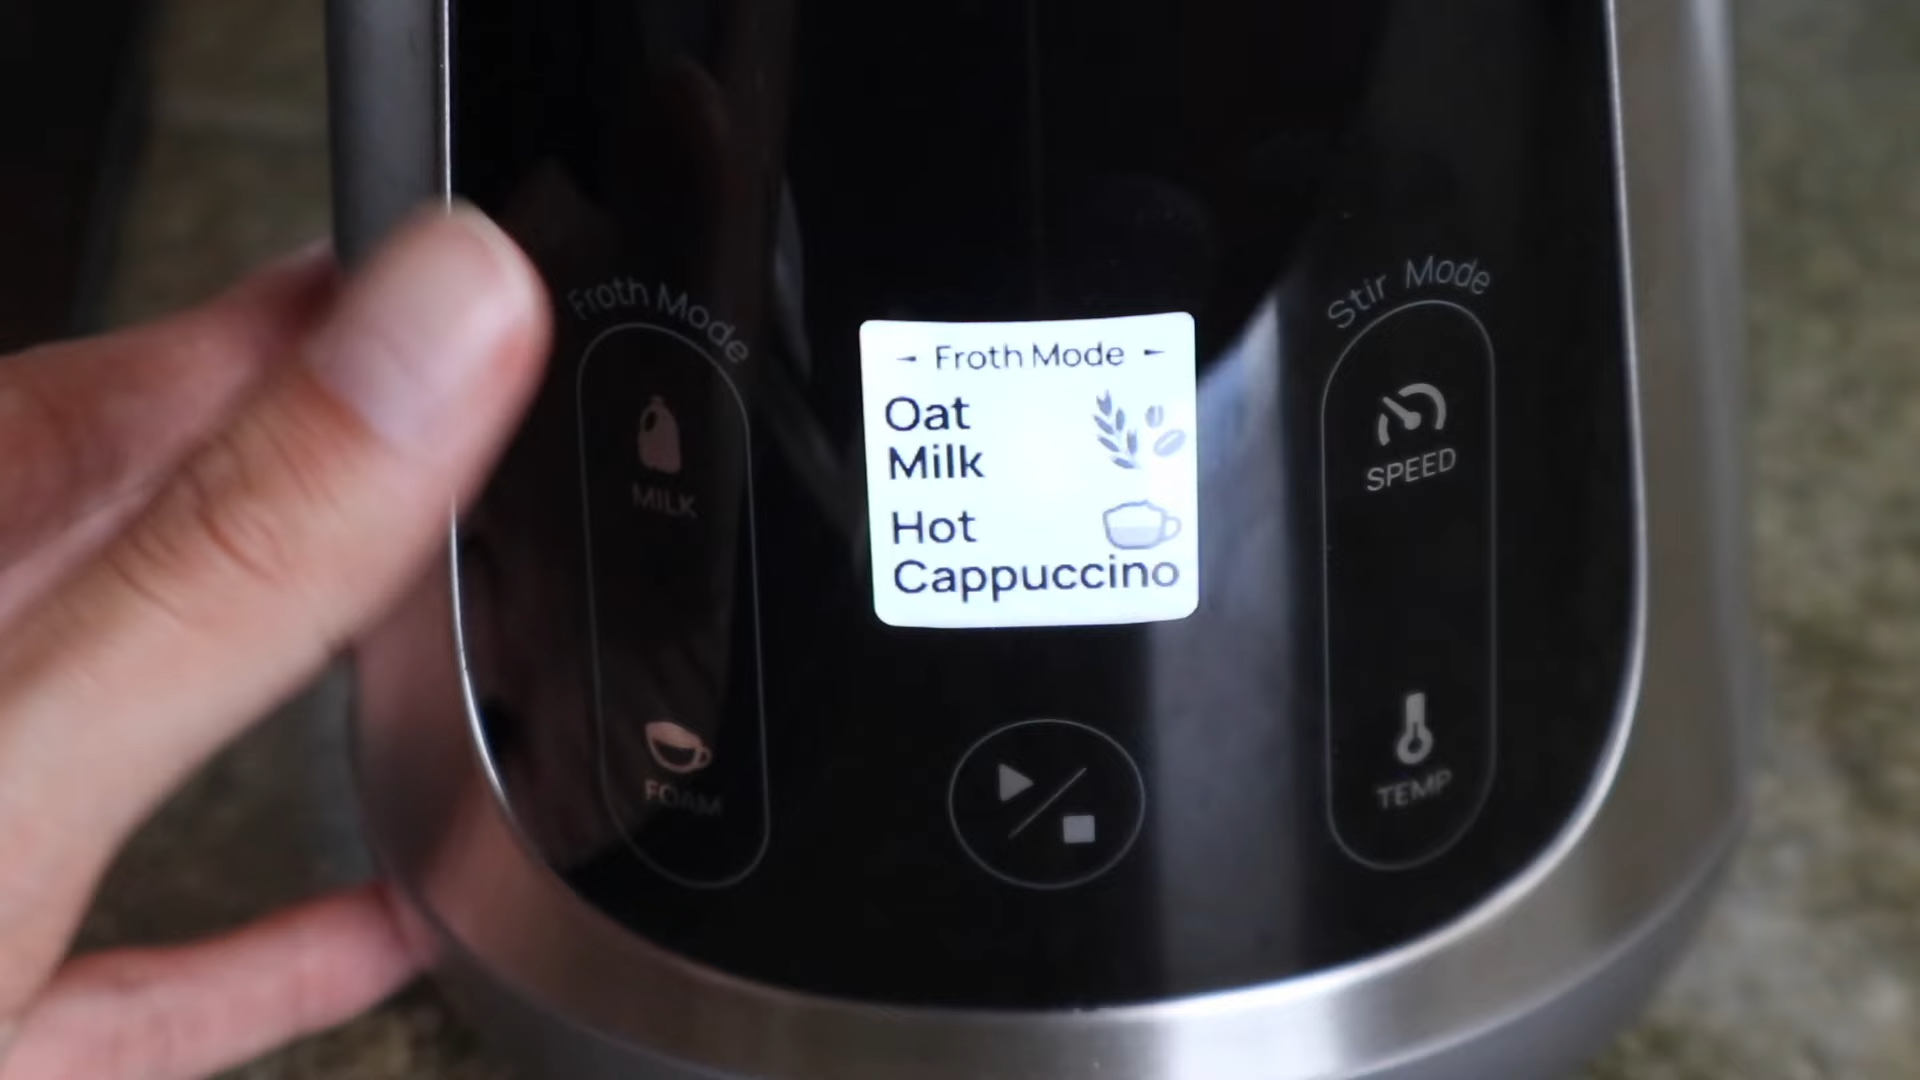 Froth Mode
MILK
FOAM
- Froth Mode -
Oat
Milk
Hot
Cappuccino
Stir Mode
SPEED
TEMP